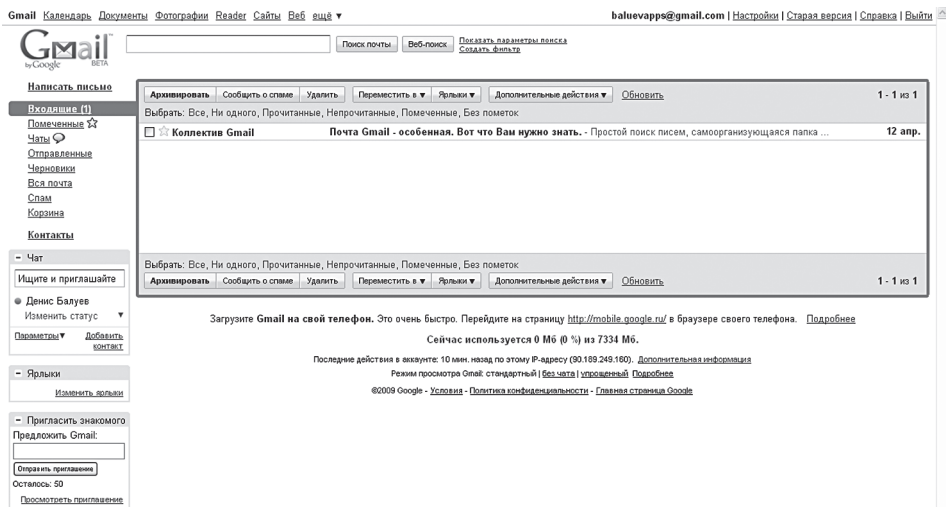 Gmail Календарь Документы Фотографии Reader Сайты Веб ещё ▼
baluevapps@gmail.com | Настройки | Старая версия | Справка | Выйти
Gmail
by Google BETA
Поиск почты Веб-поиск
Показать параметры поиска
Создать фильтр
Написать письмо
Входящие (1)
Помеченные
Чаты
Отправленные
Черновики
Вся почта
Спам
Корзина
Контакты
− Чат
Ищите и приглашайте
Денис Балуев
Изменить статус ▼
Параметры▼ Добавить
контакт
− Ярлыки
Изменить ярлыки
− Пригласить знакомого
Предложить Gmail:
Отправить приглашение
Осталось: 50
Просмотреть приглашение
Архивировать Сообщить о спаме Удалить Переместить в ▼ Ярлыки ▼ Дополнительные действия ▼ Обновить 1 - 1 из 1
Выбрать: Все, Ни одного, Прочитанные, Непрочитанные, Помеченные, Без пометок
Коллектив Gmail Почта Gmail - особенная. Вот что Вам нужно знать. - Простой поиск писем, самоорганизующаяся папка ... 12 апр.
Выбрать: Все, Ни одного, Прочитанные, Непрочитанные, Помеченные, Без пометок
Архивировать Сообщить о спаме Удалить Переместить в ▼ Ярлыки ▼ Дополнительные действия ▼ Обновить 1 - 1 из 1
Загрузите Gmail на свой телефон. Это очень быстро. Перейдите на страницу http://mobile.google.ru/ в браузере своего телефона. Подробнее
Сейчас используется 0 Мб (0 %) из 7334 Мб.
Последние действия в аккаунте: 10 мин. назад по этому IP-адресу (90.189.249.160). Дополнительная информация
Режим просмотра Gmail: стандартный | без чата | упрощенный Подробнее
©2009 Google - Условия - Политика конфиденциальности - Главная страница Google